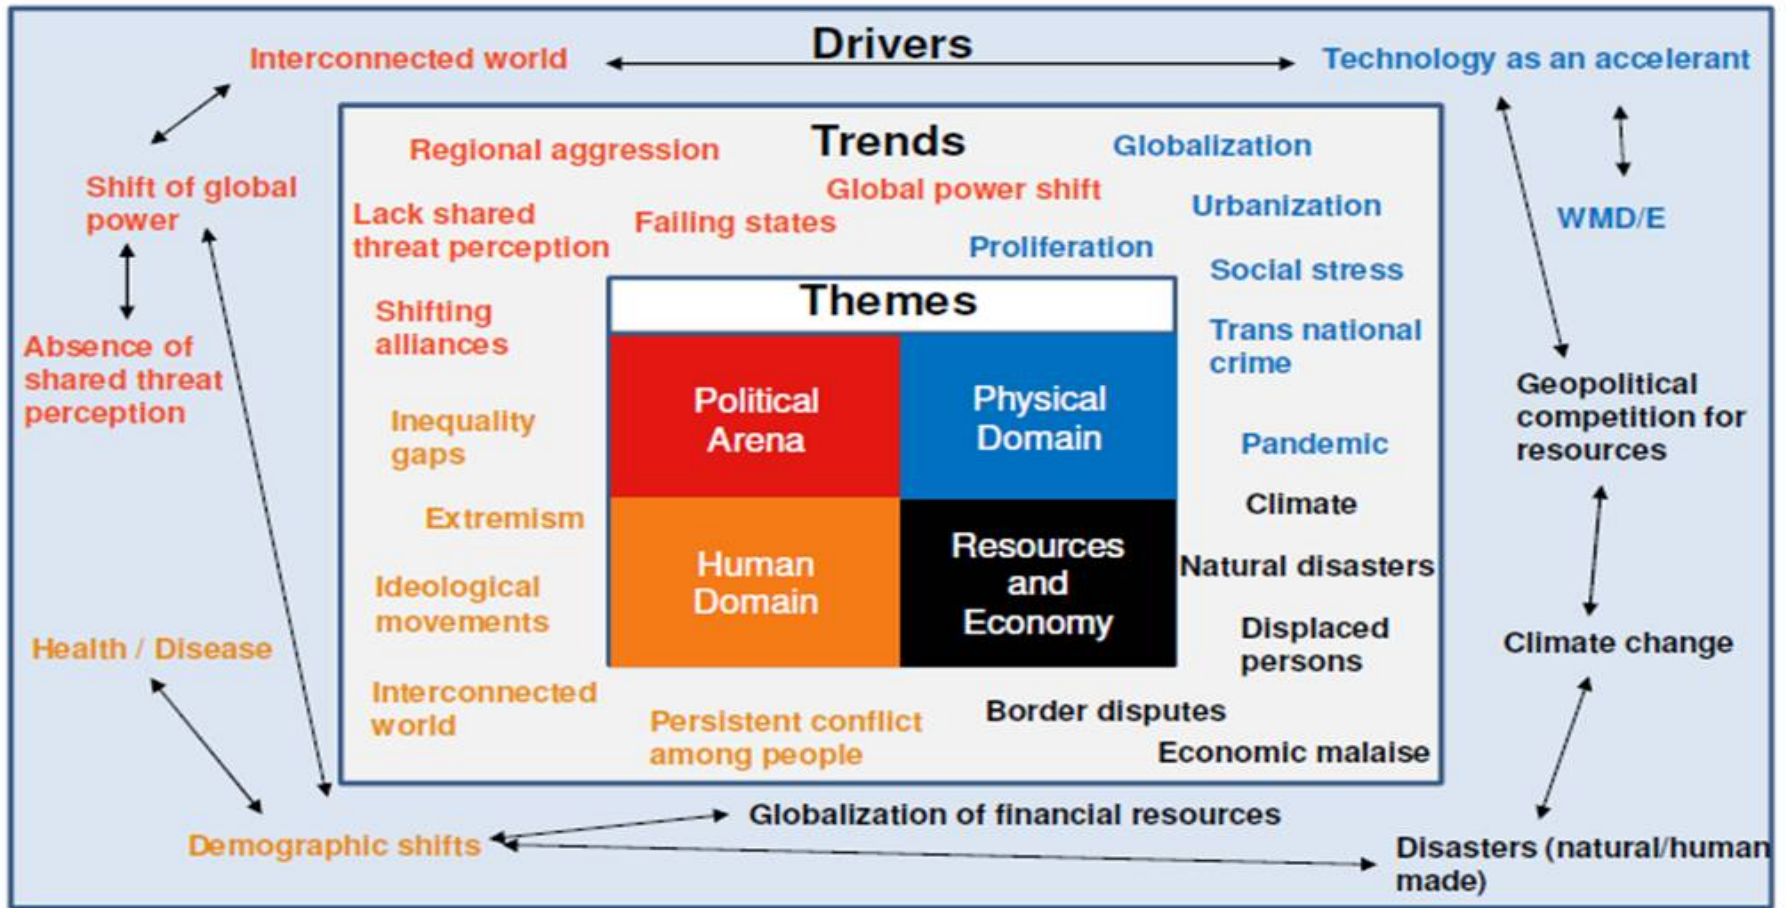 Drivers
Interconnected world
Technology as an accelerant
Shift of global
power
Absence of
shared threat
perception
Health / Disease
Demographic shifts
WMD/E
Geopolitical
competition for
resources
Climate change
Disasters (natural/human
made)
Globalization of financial resources
Trends
Regional aggression
Globalization
Global power shift
Lack shared
threat perception
Failing states
Urbanization
Proliferation
Social stress
Shifting
alliances
Trans national
crime
Inequality
gaps
Pandemic
Extremism
Climate
Ideological
movements
Natural disasters
Displaced
persons
Interconnected
world
Persistent conflict
among people
Border disputes
Economic malaise
Themes
Political
Arena
Physical
Domain
Human
Domain
Resources
and
Economy